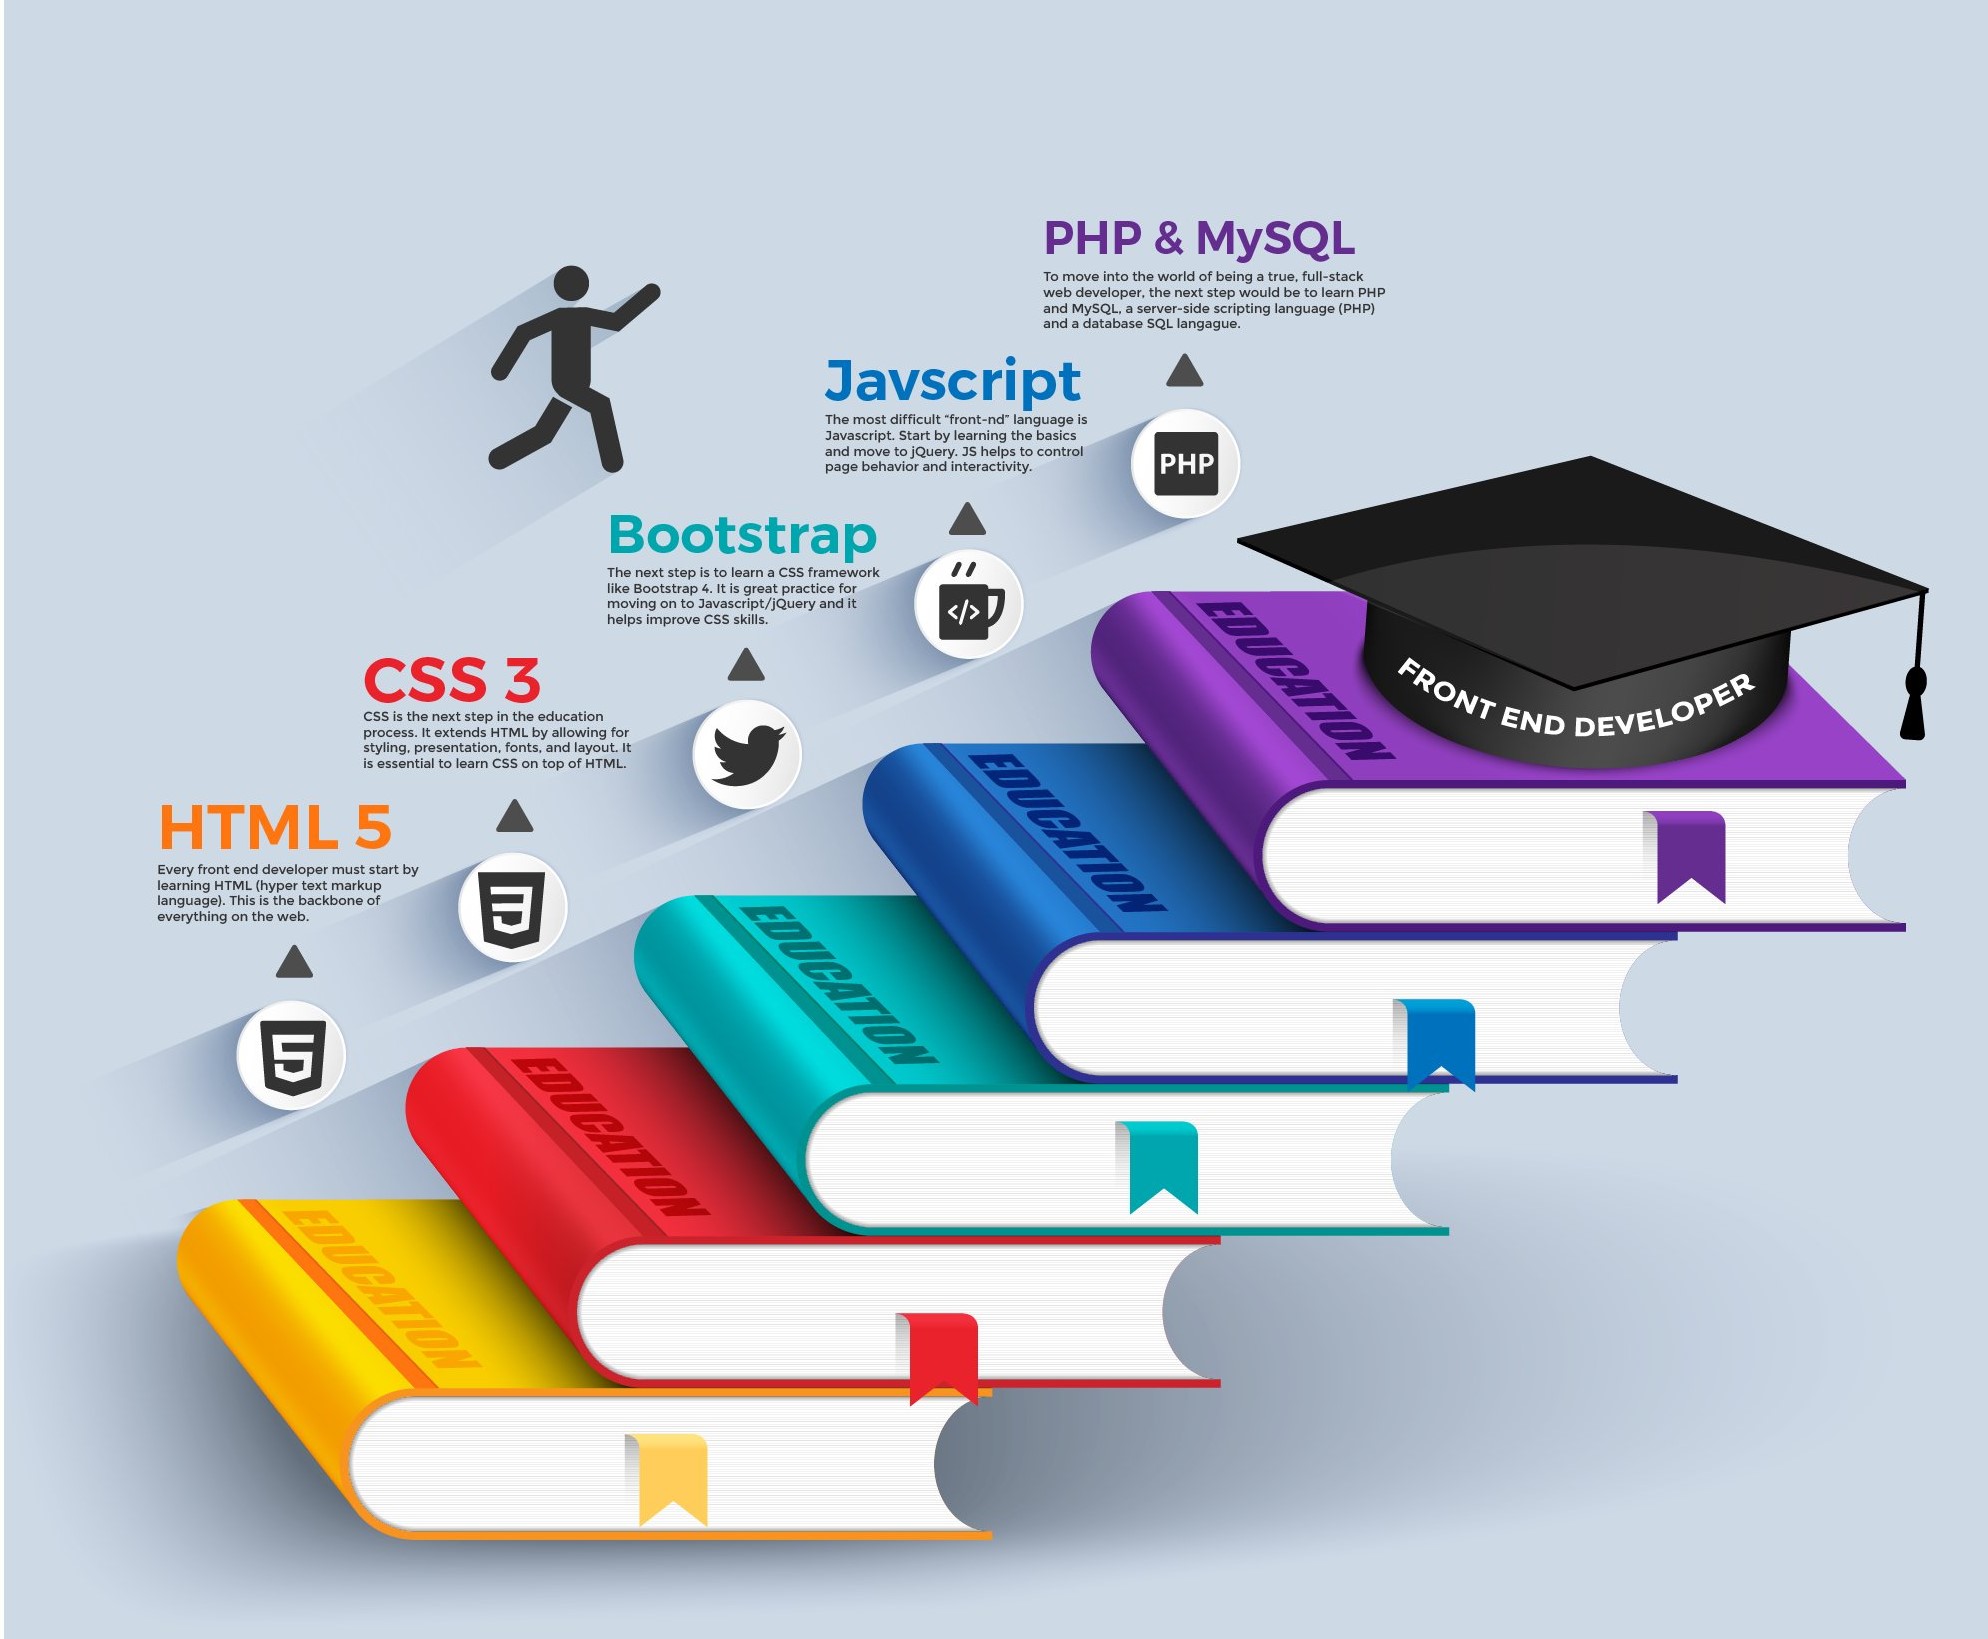 PHP & MySQL
To move into the world of being a true, full-stack
web developer, the next step would be to learn PHP
and MySQL, a server-side scripting language (PHP)
and a database SQL langague.
Javscript
The most difficult “front-nd” language is
Javascript. Start by learning the basics
and move to jQuery. JS helps to control
page behavior and interactivity.
PHP
Bootstrap
The next step is to learn a CSS framework
like Bootstrap 4. It is great practice for
moving on to Javascript/jQuery and it
helps improve CSS skills.
</>
CSS 3
CSS is the next step in the education
process. It extends HTML by allowing for
styling, presentation, fonts, and layout. It
is essential to learn CSS on top of HTML.
HTML 5
Every front end developer must start by
learning HTML (hyper text markup
language). This is the backbone of
everything on the web.
3
5
FRONT END DEVELOPER
EDUCATION
EDUCATION
EDUCATION
EDUCATION
EDUCATION